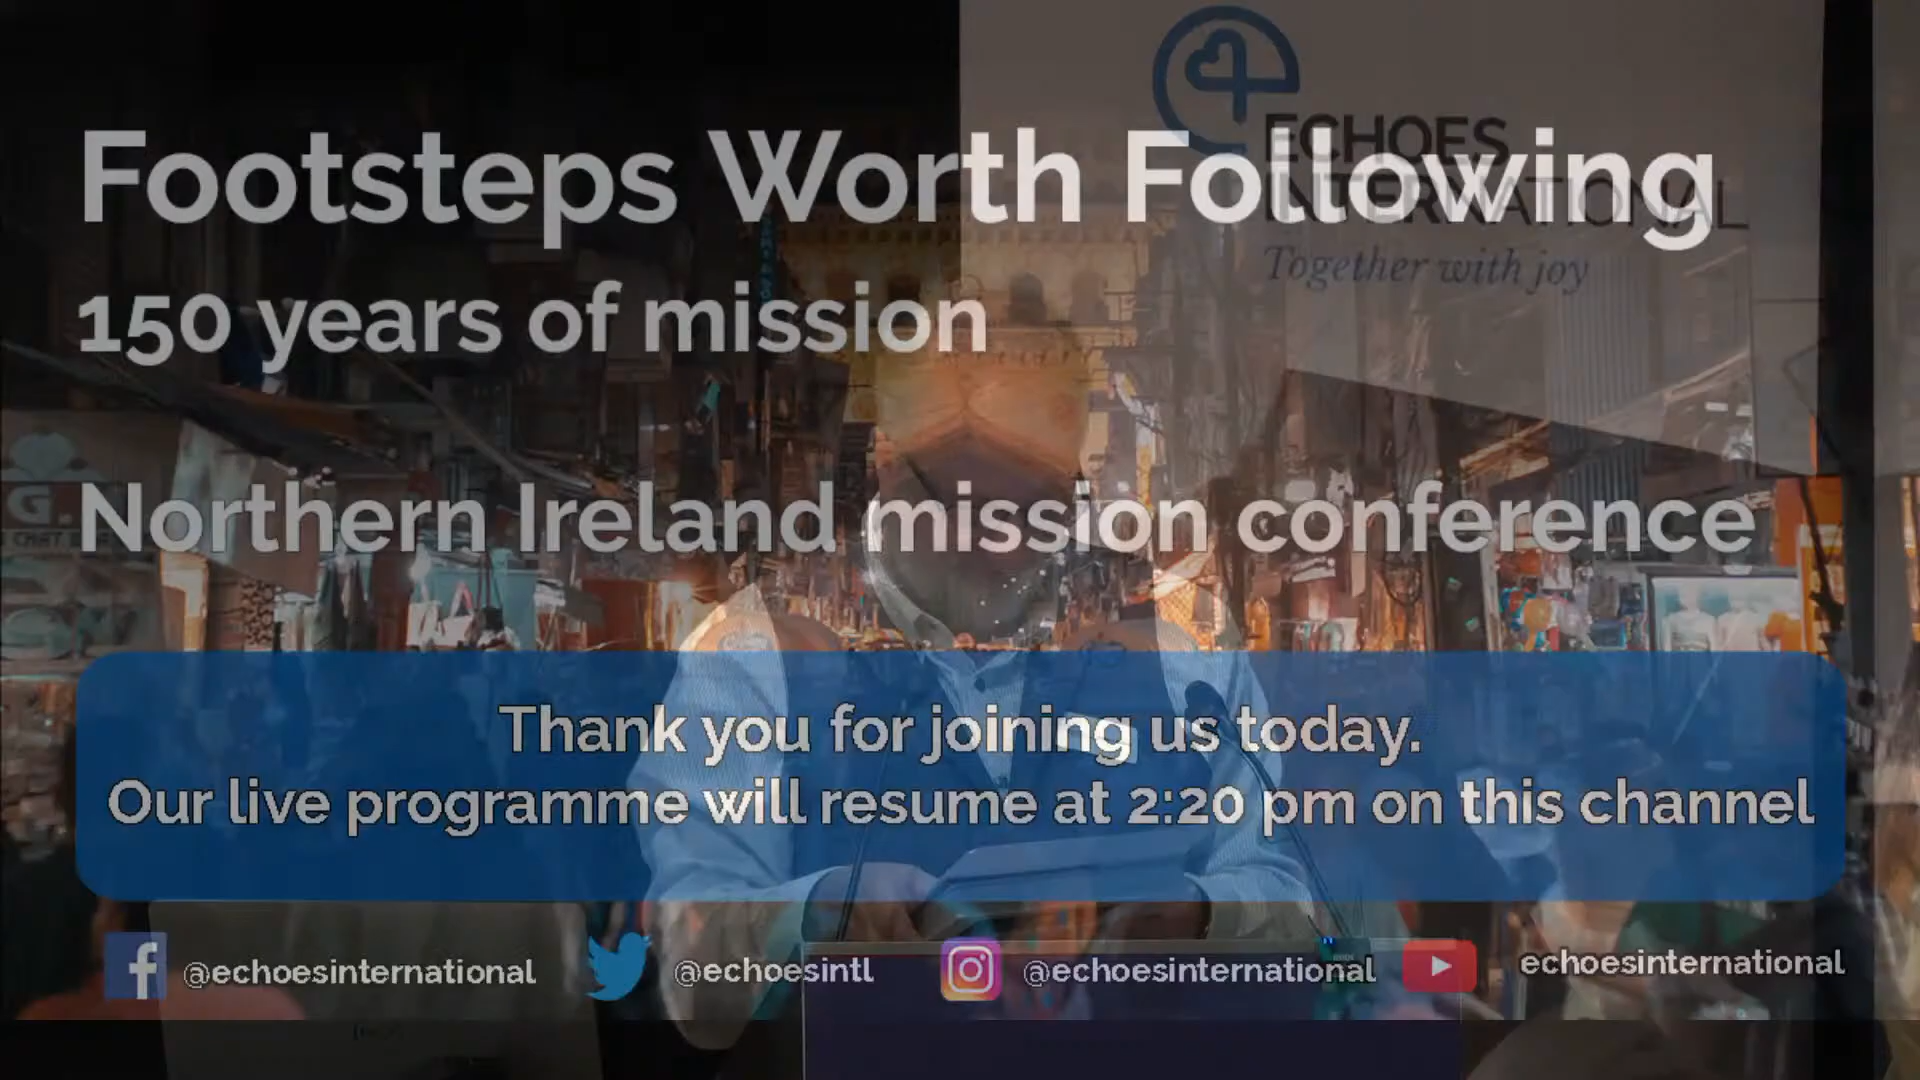 ECHOES
INTERNATIONAL
Together with joy
Footsteps Worth Following
150 years of mission
Northern Ireland mission conference
G.
CHAT
Thank you for joining us today.
Our live programme will resume at 2:20 pm on this channel
@echoesinternational
@echoesintl
@echoesinternational
echoesinternational